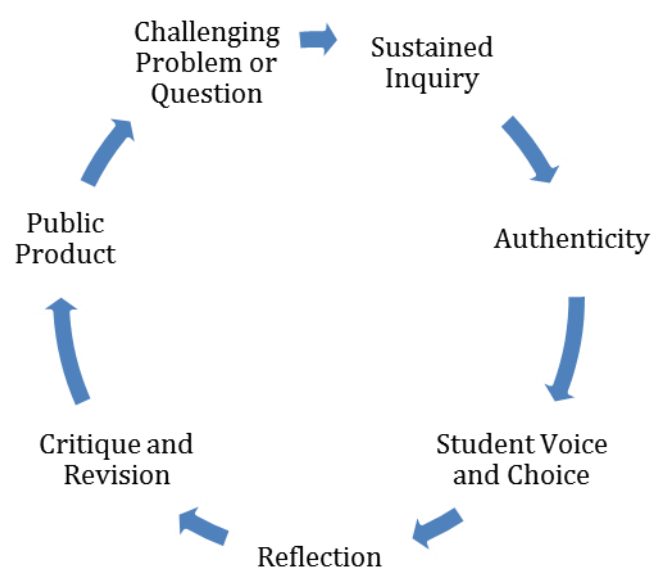 Challenging
Problem or
Question
Sustained
Inquiry
Authenticity
Student Voice
and Choice
Reflection
Critique and
Revision
Public
Product